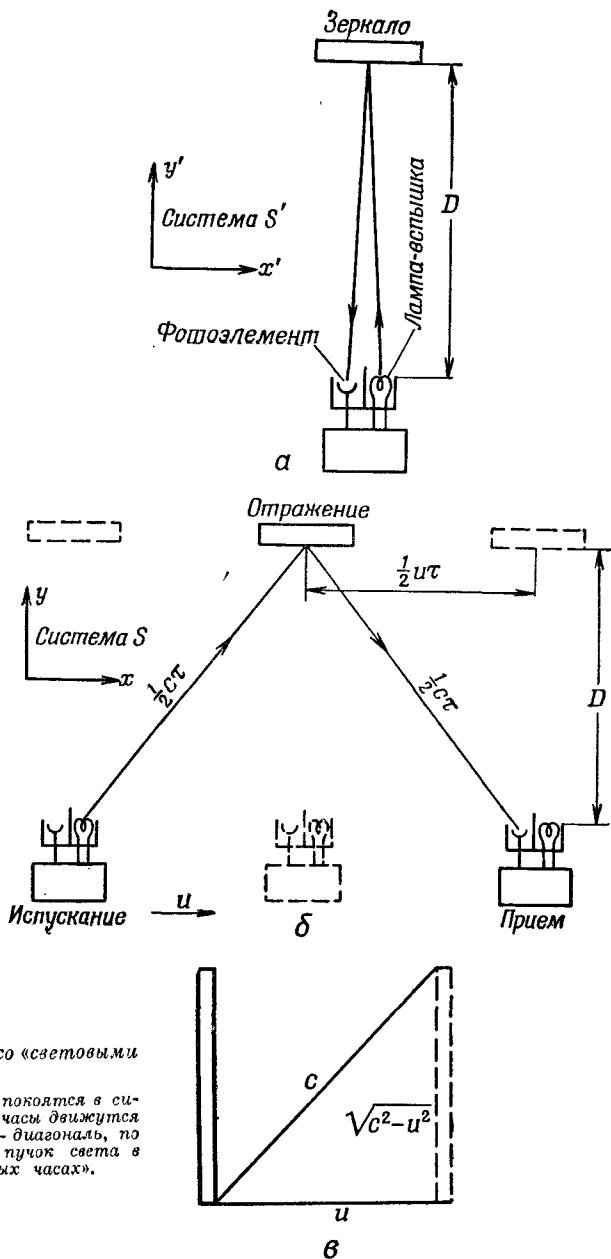 Зеркало
y'
Система S'
x'
D
Лампа-вспышка
Фотоэлемент
а
Отражение
½uτ
y
Система S
x
½cτ
½cτ
D
Испускание
u
б
Прием
со «световыми
покоятся в си-
часы движутся
- диагональ, по
пучок света в
ых часах».
c
√c²−u²
u
в